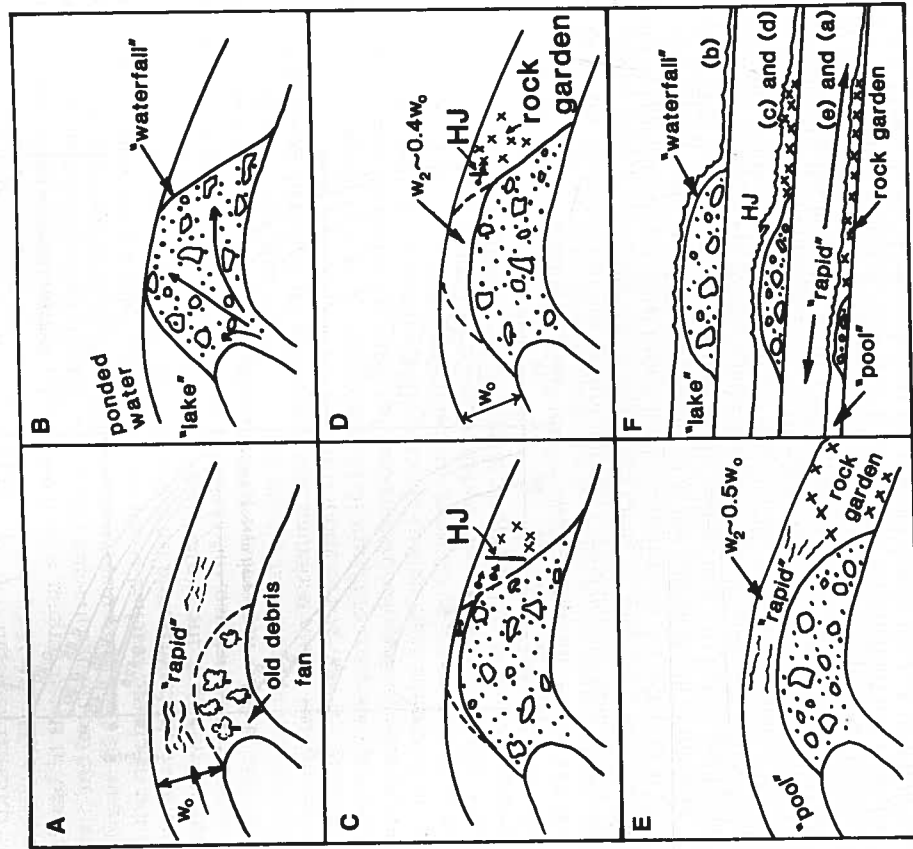 A
"rapid"
w₀
old debris
fan
B
ponded
water
"lake"
"waterfall"
C
HJ
D
w₂~0.4w₀
HJ
rock
garden
w₀
E
"pool"
"rapid"
w₂~0.5w₀
rock
garden
F
"waterfall"
"lake"
(b)
HJ
(c) and (d)
"rapid"
(e) and (a)
"pool"
rock garden